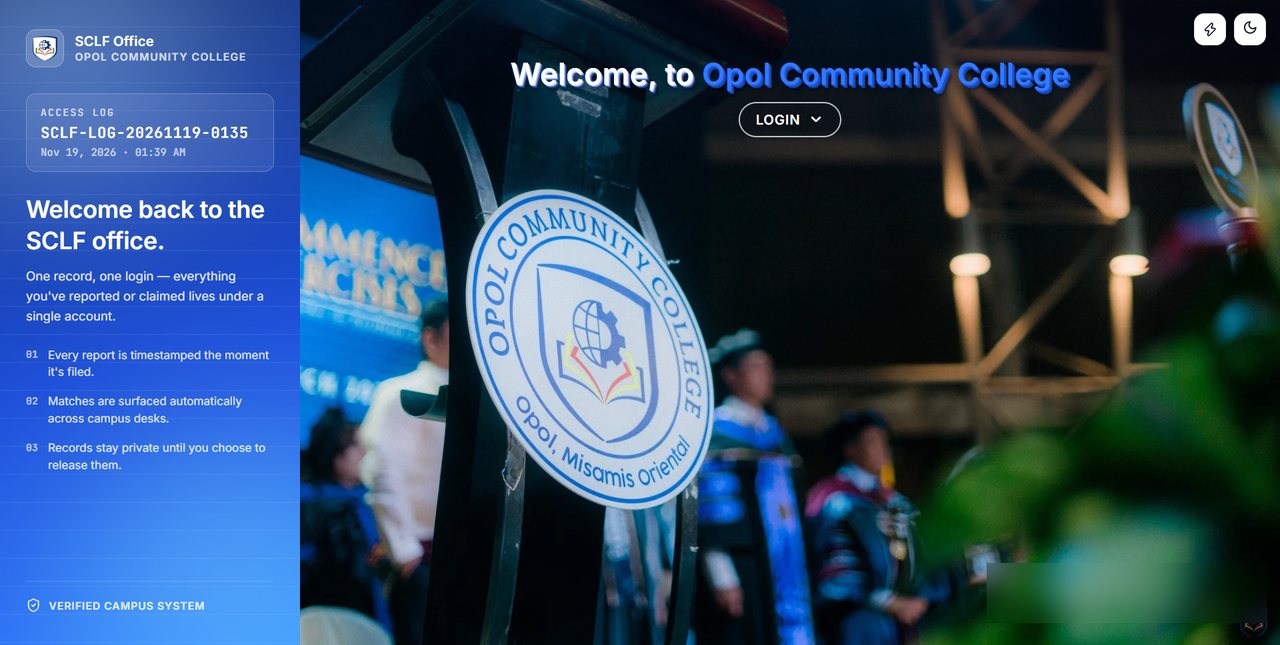 SCLF Office
OPOL COMMUNITY COLLEGE
ACCESS LOG
SCLF-LOG-20261119-0135
Nov 19, 2026 · 01:39 AM
Welcome back to the
SCLF office.
One record, one login — everything
you've reported or claimed lives under a
single account.
01 Every report is timestamped the moment
it's filed.
02 Matches are surfaced automatically
across campus desks.
03 Records stay private until you choose to
release them.
VERIFIED CAMPUS SYSTEM
Welcome, to Opol Community College
LOGIN
OPOL COMMUNITY COLLEGE
Opol, Misamis Oriental